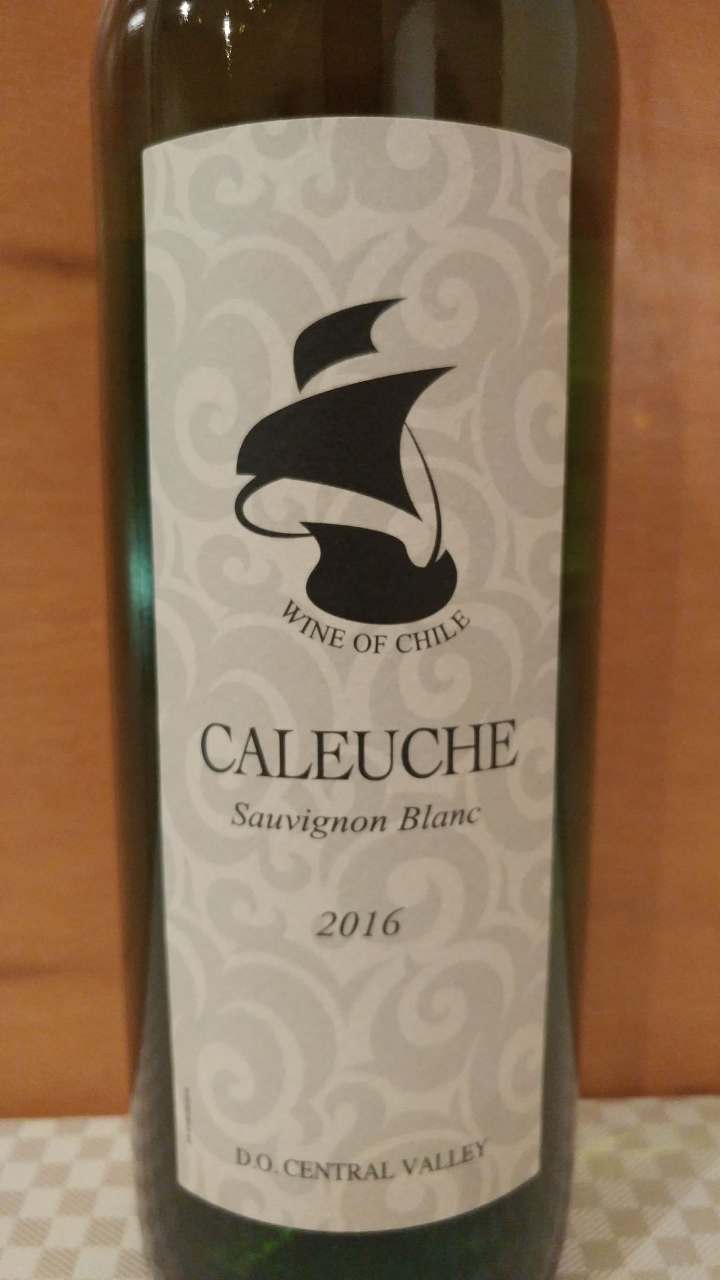 WINE OF CHILE
CALEUCHE
Sauvignon Blanc
2016
D.O. CENTRAL VALLEY